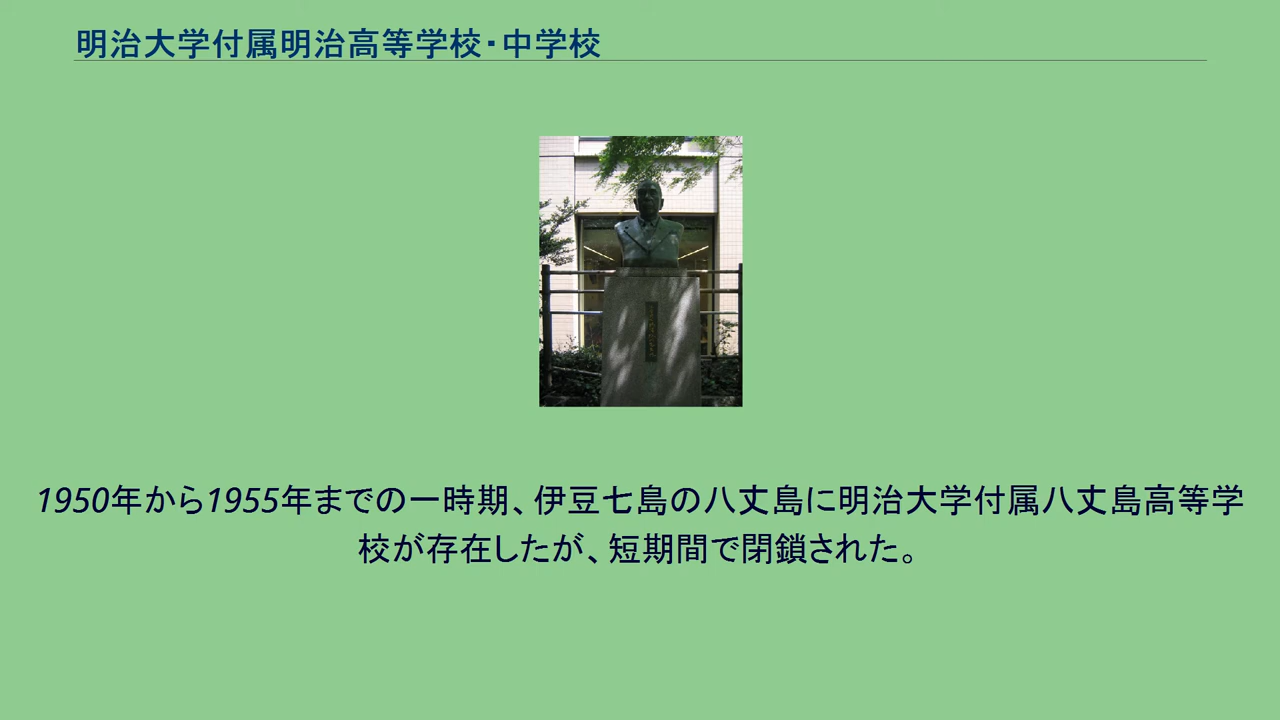 明治大学付属明治高等学校・中学校
1950年から1955年までの一時期、伊豆七島の八丈島に明治大学付属八丈島高等学
校が存在したが、短期間で閉鎖された。